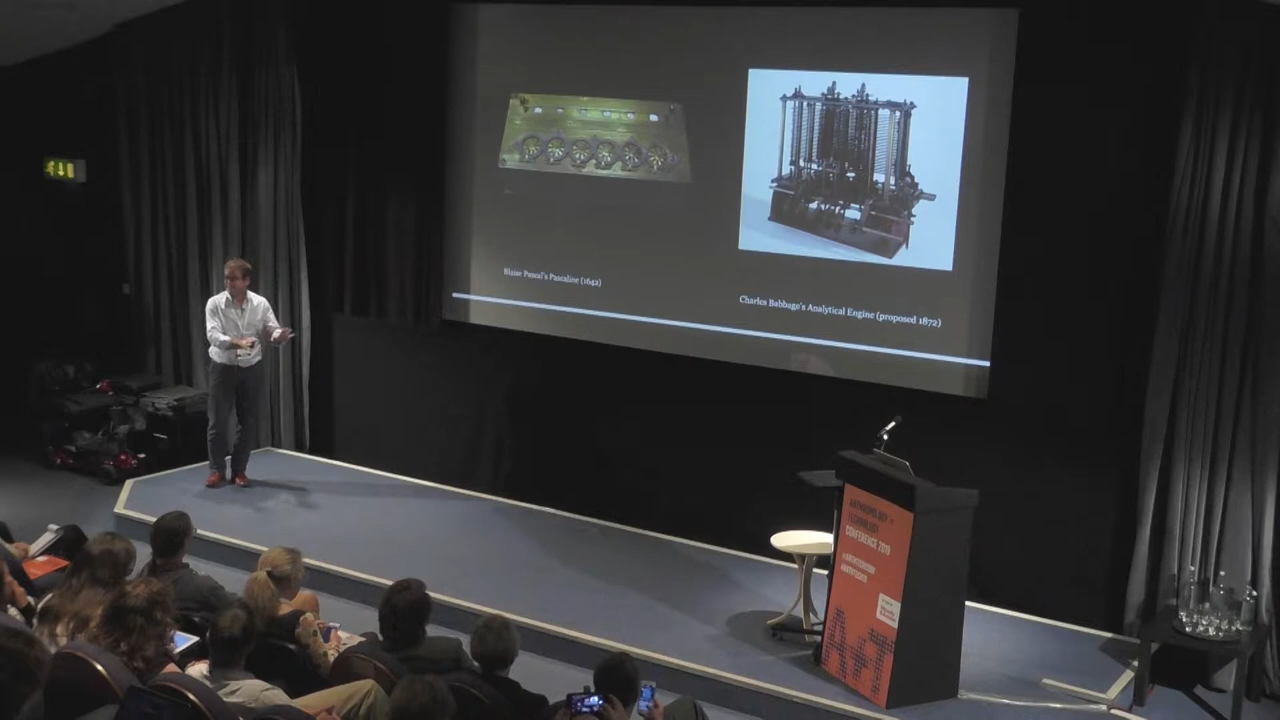 Blaise Pascal's Pascaline (1642)
Charles Babbage's Analytical Engine (proposed 1872)
ANTHROPOLOGY +
TECHNOLOGY
CONFERENCE 2019
A+T